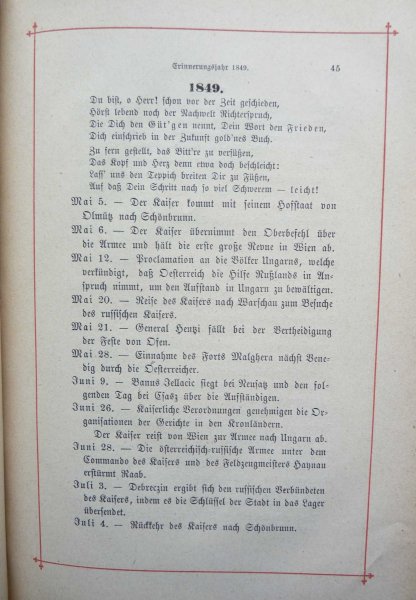 Erinnerungsjahr 1849. 45
1849.
Du bist, o Herr! schon vor der Zeit geschieden,
Hörst lebend noch der Nachwelt Richterspruch,
Die Dich den Güt'gen nennt, Dein Wort den Frieden,
Dich einschrieb in der Zukunft gold'nes Buch.
Zu fern gestellt, das Bitt're zu versüßen,
Das Kopf und Herz denn etwa doch beschleicht:
Lass' uns den Teppich breiten Dir zu Füßen,
Auf daß Dein Schritt nach so viel Schwerem — leicht!
Mai 5. — Der Kaiser kommt mit seinem Hofstaat von
Olmütz nach Schönbrunn.
Mai 6. — Der Kaiser übernimmt den Oberbefehl über
die Armee und hält die erste große Revue in Wien ab.
Mai 12. — Proclamation an die Völker Ungarns, welche
verkündigt, daß Oesterreich die Hilfe Rußlands in An-
spruch nimmt, um den Aufstand in Ungarn zu bewältigen.
Mai 20. — Reise des Kaisers nach Warschau zum Besuche
des russischen Kaisers.
Mai 21. — General Hentzi fällt bei der Vertheidigung
der Feste von Ofen.
Mai 28. — Einnahme des Forts Malghera nächst Vene-
dig durch die Oesterreicher.
Juni 9. — Banus Jellacic siegt bei Neusatz und den fol-
genden Tag bei Csasz über die Aufständigen.
Juni 26. — Kaiserliche Verordnungen genehmigen die Or-
ganisationen der Gerichte in den Kronländern.
Der Kaiser reist von Wien zur Armee nach Ungarn ab.
Juni 28. — Die österreichisch-russische Armee unter dem
Commando des Kaisers und des Feldzeugmeisters Haynau
erstürmt Raab.
Juli 3. — Debreczin ergibt sich den russischen Verbündeten
des Kaisers, indem es die Schlüssel der Stadt in das Lager
übersendet.
Juli 4. — Rückkehr des Kaisers nach Schönbrunn.